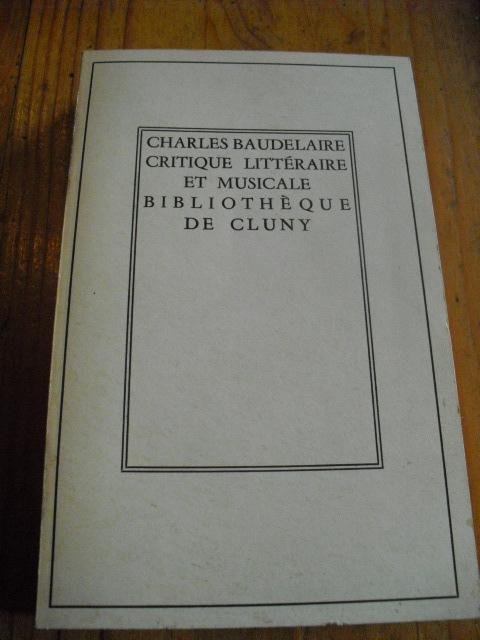 CHARLES BAUDELAIRE
CRITIQUE LITTÉRAIRE
ET MUSICALE
BIBLIOTHÈQUE
DE CLUNY